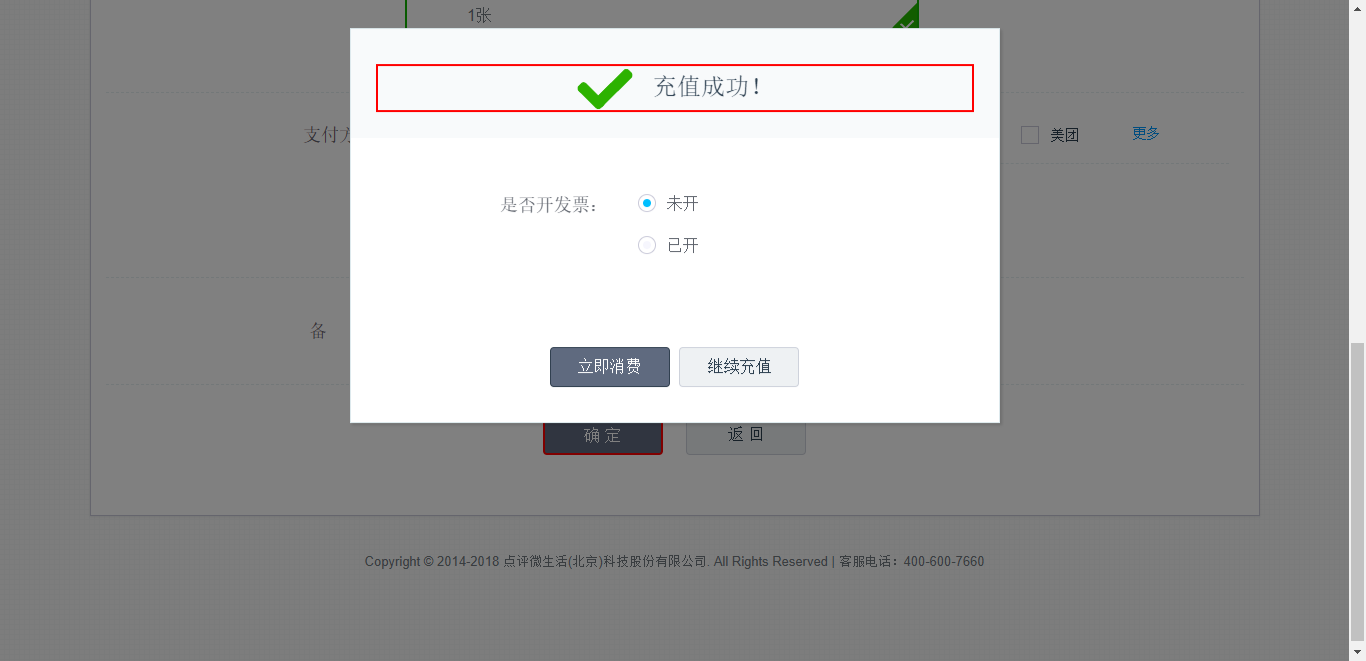 1张
充值成功！
支付方
美团
更多
是否开发票：
未开
已开
备
立即消费
继续充值
确 定
返 回
Copyright © 2014-2018 点评微生活(北京)科技股份有限公司. All Rights Reserved | 客服电话：400-600-7660